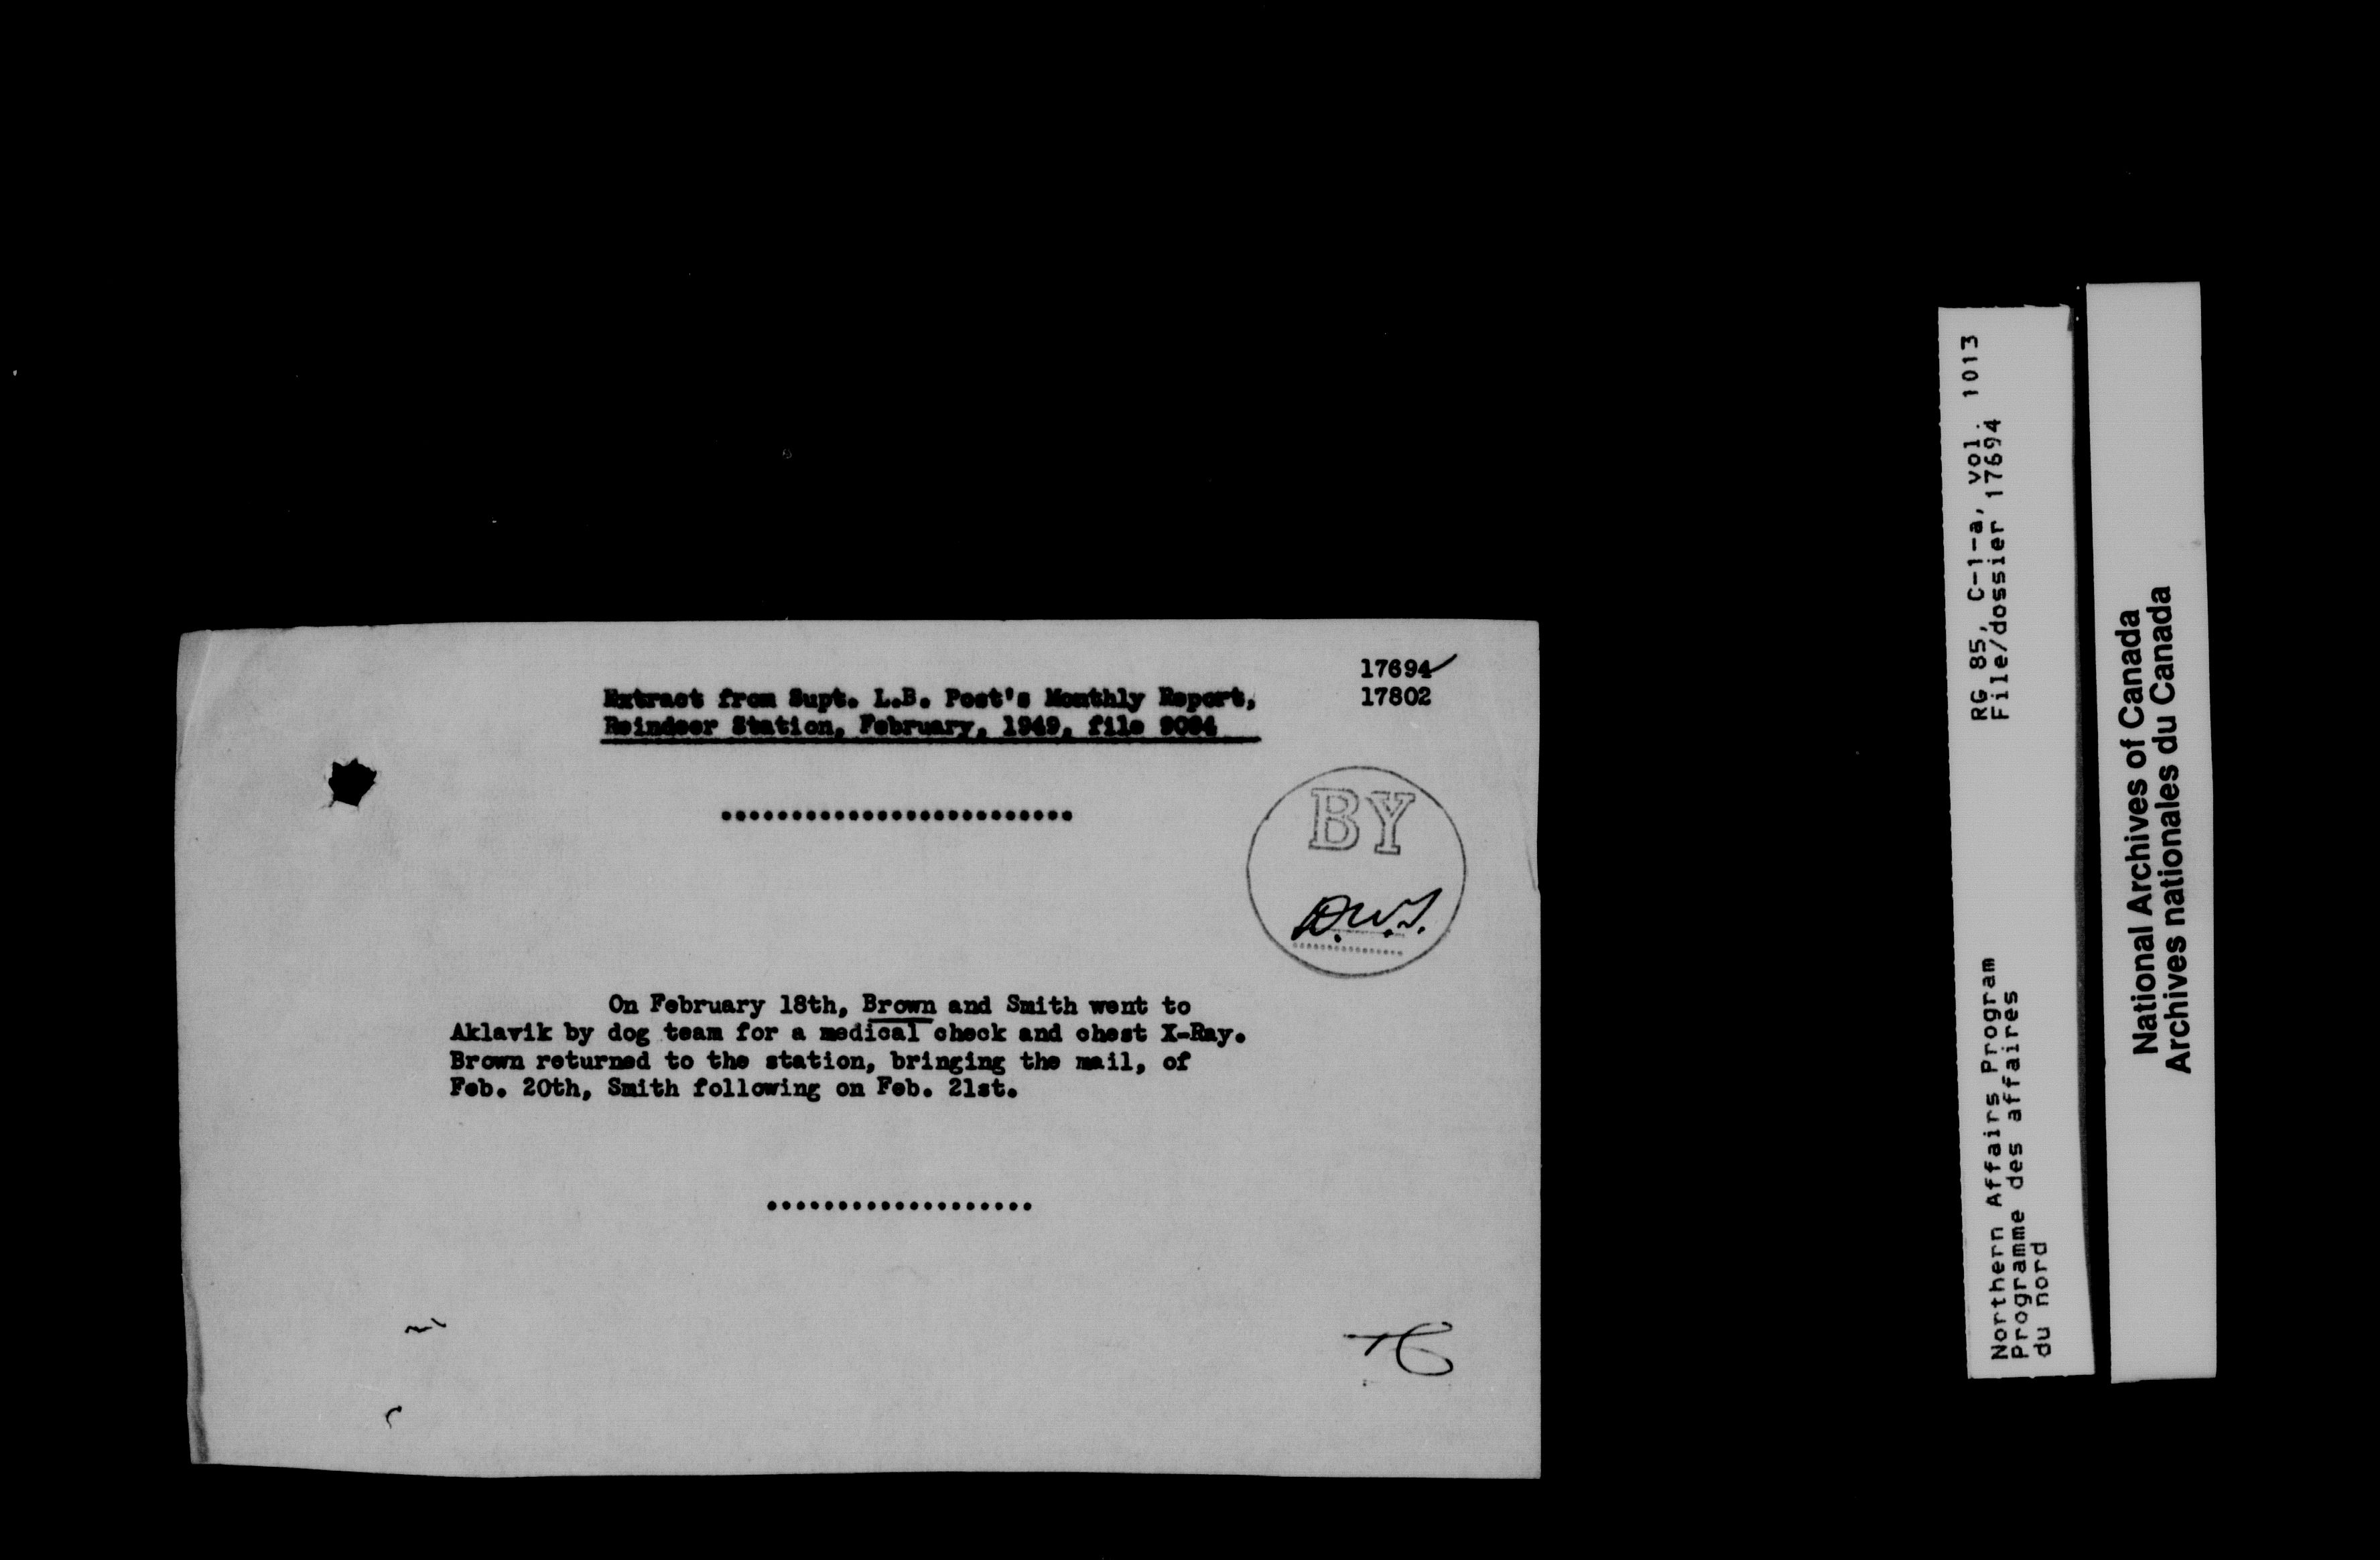 17694
17802
Extract from Supt. L.B. Post's Monthly Report,
Reindeer Station, February, 1949, file 9084
.........................
BY
D.W.T.
On February 18th, Brown and Smith went to
Aklavik by dog team for a medical check and chest X-Ray.
Brown returned to the station, bringing the mail, of
Feb. 20th, Smith following on Feb. 21st.
...................
RG 85, C-1-a, vol. 1013
File/dossier 17694
Northern Affairs Program
Programme des affaires
du nord
National Archives of Canada
Archives nationales du Canada